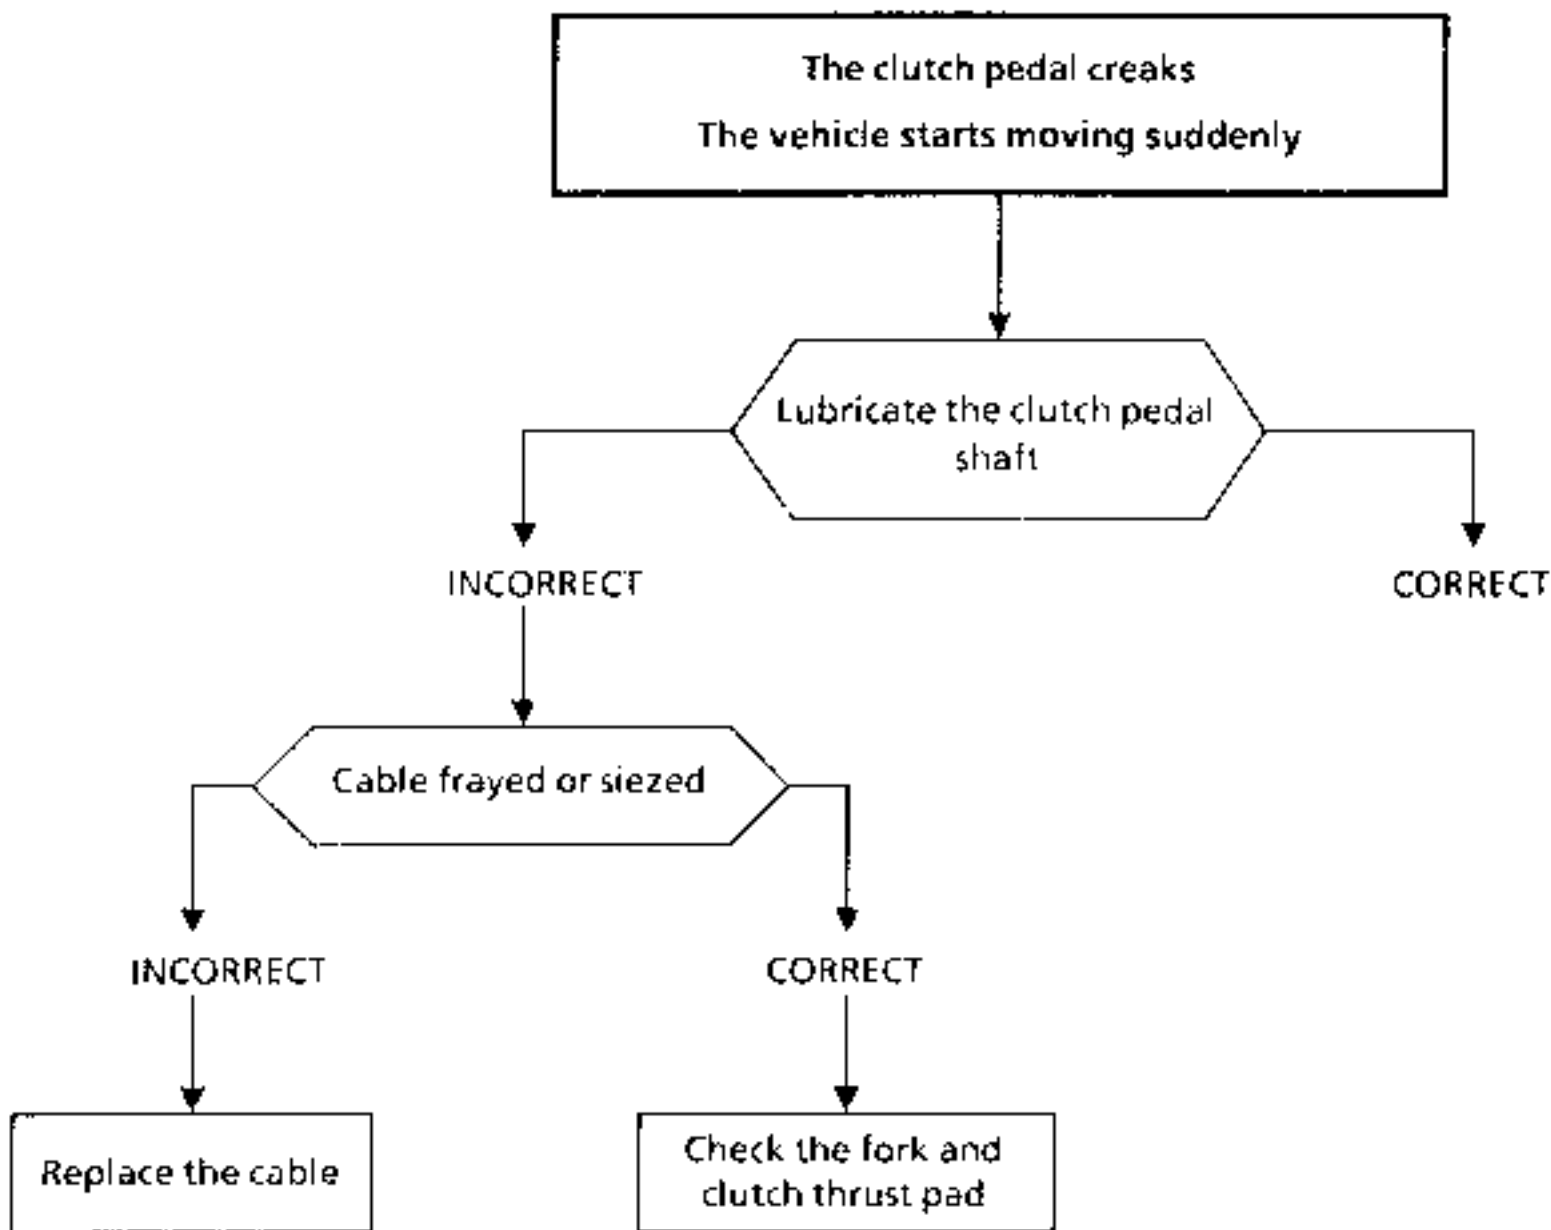 The clutch pedal creaks
The vehicle starts moving suddenly
Lubricate the clutch pedal
shaft
INCORRECT
CORRECT
Cable frayed or siezed
INCORRECT
CORRECT
Replace the cable
Check the fork and
clutch thrust pad